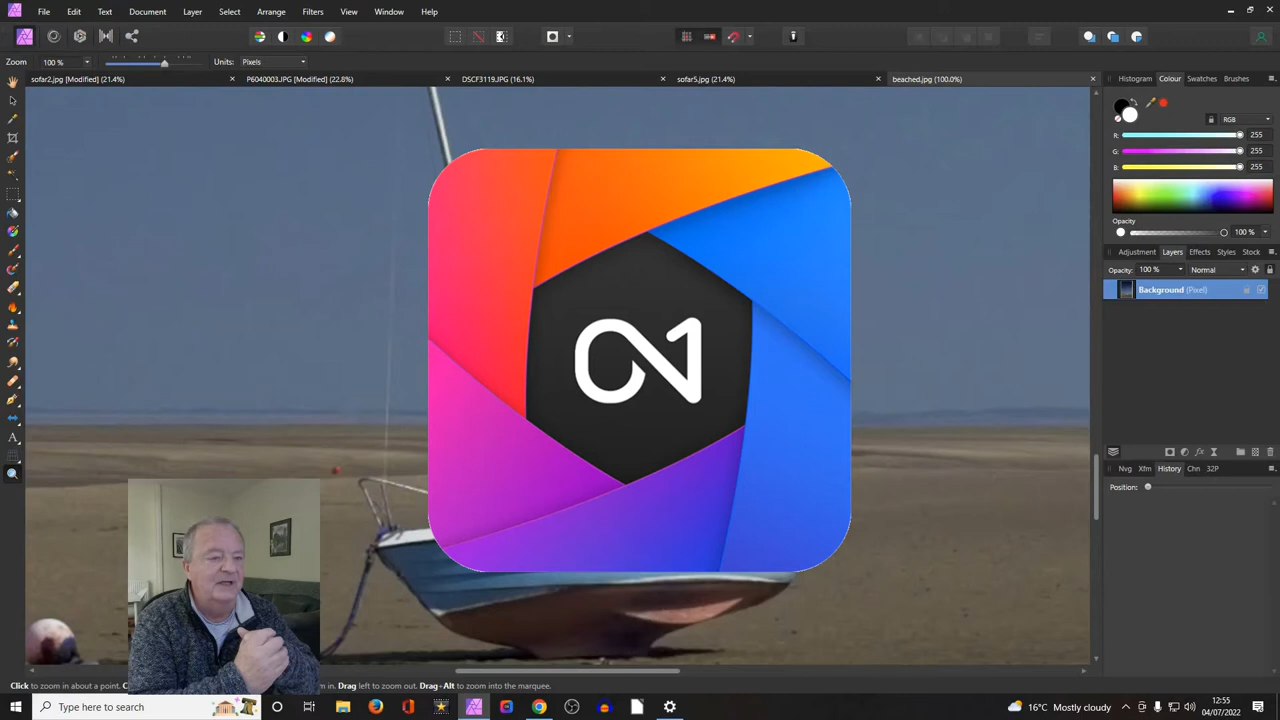 File Edit Text Document Layer Select Arrange Filters View Window Help
Zoom 100 % Units: Pixels
sofar2.jpg [Modified] (21.4%) P6040003.JPG [Modified] (22.8%) DSCF3119.JPG (16.1%) sofar5.jpg (21.4%) beached.jpg (100.0%)
Histogram Colour Swatches Brushes
RGB
R: 255
G: 255
B: 255
Opacity
100 %
Adjustment Layers Effects Styles Stock
Opacity: 100 % Normal
Background (Pixel)
ON1
Nvg Xfm History Chn 32P
Position:
Click to zoom in about a point. C in. Drag left to zoom out. Drag+Alt to zoom into the marquee.
Type here to search
16°C Mostly cloudy
12:55
04/07/2022